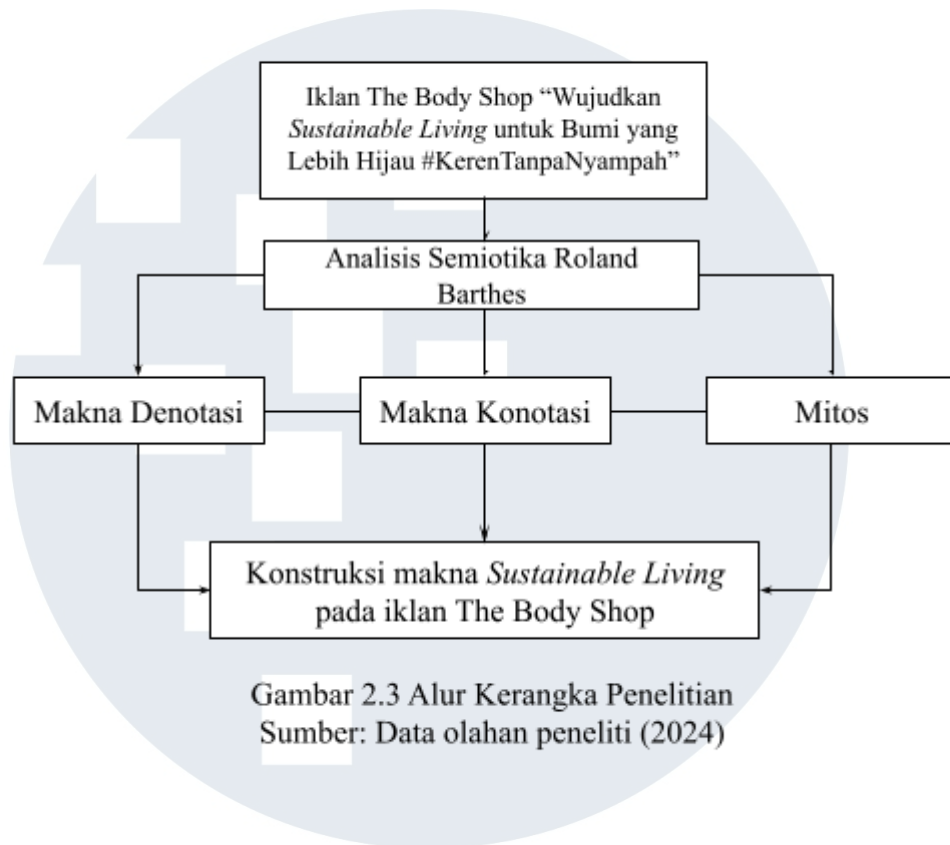 Iklan The Body Shop “Wujudkan
Sustainable Living untuk Bumi yang
Lebih Hijau #KerenTanpaNyampah”
Analisis Semiotika Roland
Barthes
Makna Denotasi
Makna Konotasi
Mitos
Konstruksi makna Sustainable Living
pada iklan The Body Shop
Gambar 2.3 Alur Kerangka Penelitian
Sumber: Data olahan peneliti (2024)